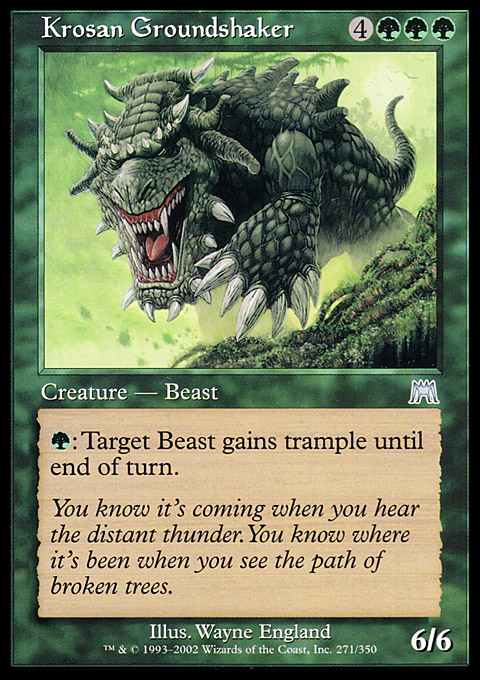 Krosan Groundshaker 4
Creature — Beast
: Target Beast gains trample until
end of turn.
You know it's coming when you hear
the distant thunder. You know where
it's been when you see the path of
broken trees.
Illus. Wayne England
™ & © 1993–2002 Wizards of the Coast, Inc. 271/350
6/6